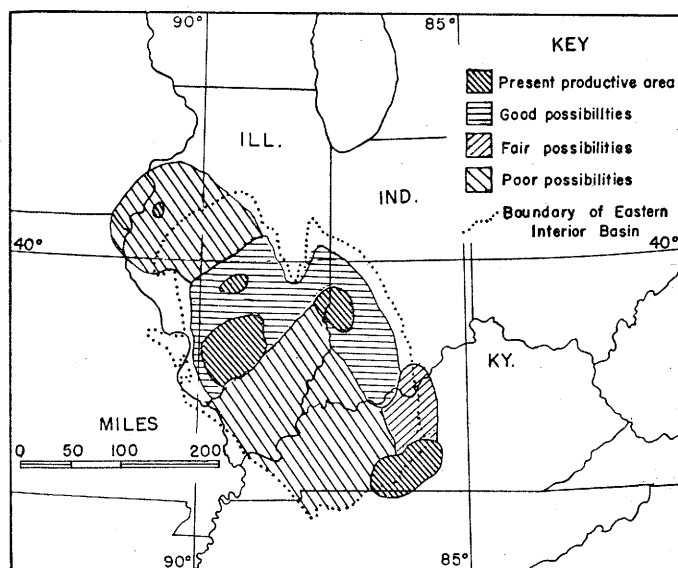 90°
85°
KEY
Present productive area
Good possibilities
Fair possibilities
Poor possibilities
Boundary of Eastern
Interior Basin
ILL.
IND.
40°
40°
KY.
MILES
0 50 100 200
90°
85°